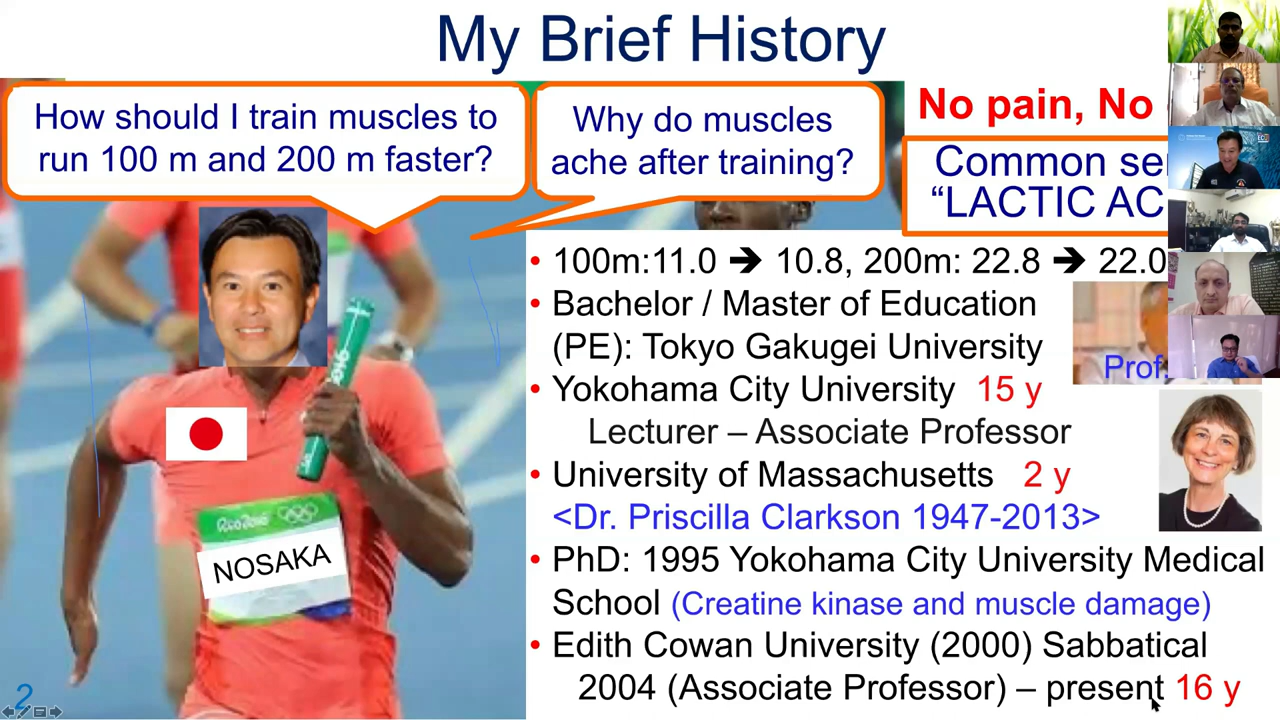 My Brief History
How should I train muscles to
run 100 m and 200 m faster?
Why do muscles
ache after training?
No pain, No
Common
“LACTIC
• 100m:11.0 ➔ 10.8, 200m: 22.8 ➔ 22.0
• Bachelor / Master of Education
(PE): Tokyo Gakugei University
Prof.
• Yokohama City University 15 y
Lecturer – Associate Professor
• University of Massachusetts 2 y
<Dr. Priscilla Clarkson 1947-2013>
• PhD: 1995 Yokohama City University Medical
School (Creatine kinase and muscle damage)
• Edith Cowan University (2000) Sabbatical
2004 (Associate Professor) – present 16 y
Rio2016
NOSAKA
2